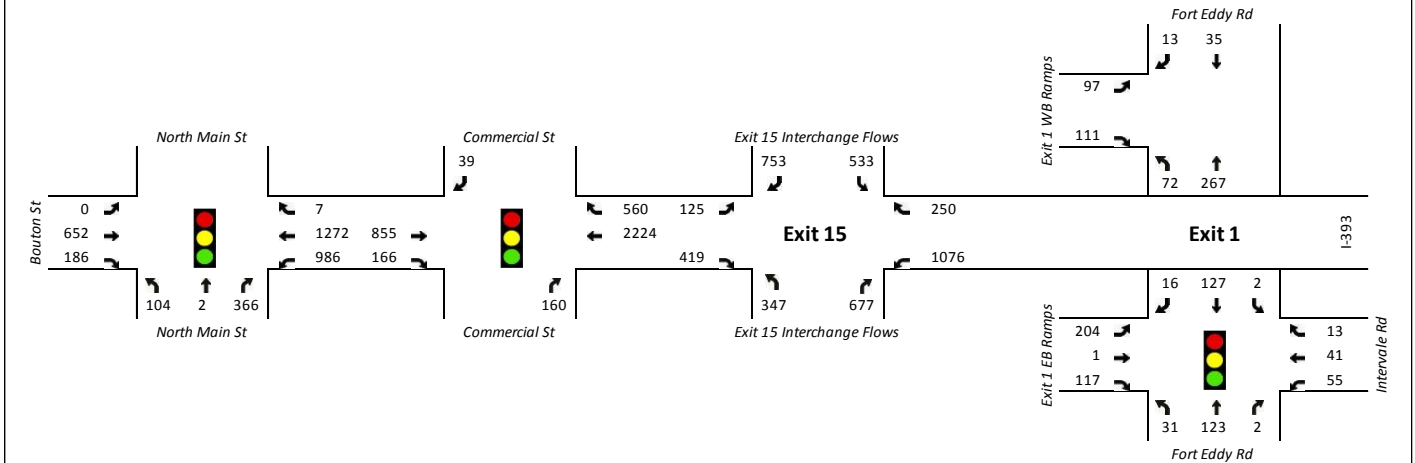 Fort Eddy Rd
13 35
Exit 1 WB Ramps
97
111
72 267
North Main St
Commercial St
Exit 15 Interchange Flows
39
753 533
Bouton St
0
652
186
7
1272
986
104 2 366
855
166
560
2224
160
125
419
Exit 15
347 677
250
1076
Exit 1
I-393
North Main St
Commercial St
Exit 15 Interchange Flows
16 127 2
Exit 1 EB Ramps
204
1
117
13
41
55
Intervale Rd
31 123 2
Fort Eddy Rd